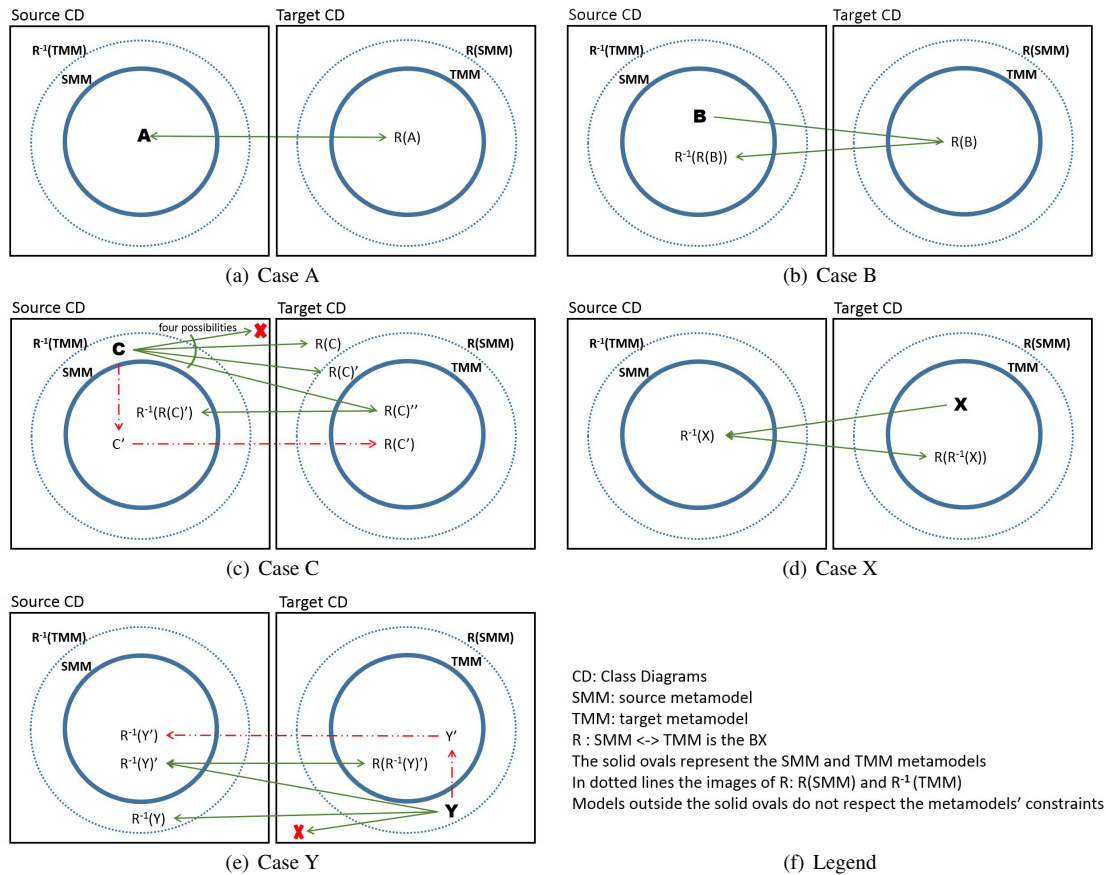 Source CD
Target CD
R⁻¹(TMM)
SMM
R(SMM)
TMM
A
R(A)
(a) Case A
Source CD
Target CD
R⁻¹(TMM)
SMM
R(SMM)
TMM
B
R⁻¹(R(B))
R(B)
(b) Case B
Source CD
Target CD
four possibilities
X
R⁻¹(TMM)
C
SMM
R(C)
R(SMM)
TMM
R(C)'
R⁻¹(R(C)')
R(C)''
C'
R(C')
(c) Case C
Source CD
Target CD
R⁻¹(TMM)
SMM
R(SMM)
TMM
X
R⁻¹(X)
R(R⁻¹(X))
(d) Case X
Source CD
Target CD
R⁻¹(TMM)
SMM
R(SMM)
TMM
R⁻¹(Y')
Y'
R⁻¹(Y)'
R(R⁻¹(Y)')
R⁻¹(Y)
Y
X
(e) Case Y
CD: Class Diagrams
SMM: source metamodel
TMM: target metamodel
R : SMM <-> TMM is the BX
The solid ovals represent the SMM and TMM metamodels
In dotted lines the images of R: R(SMM) and R⁻¹ (TMM)
Models outside the solid ovals do not respect the metamodels' constraints
(f) Legend